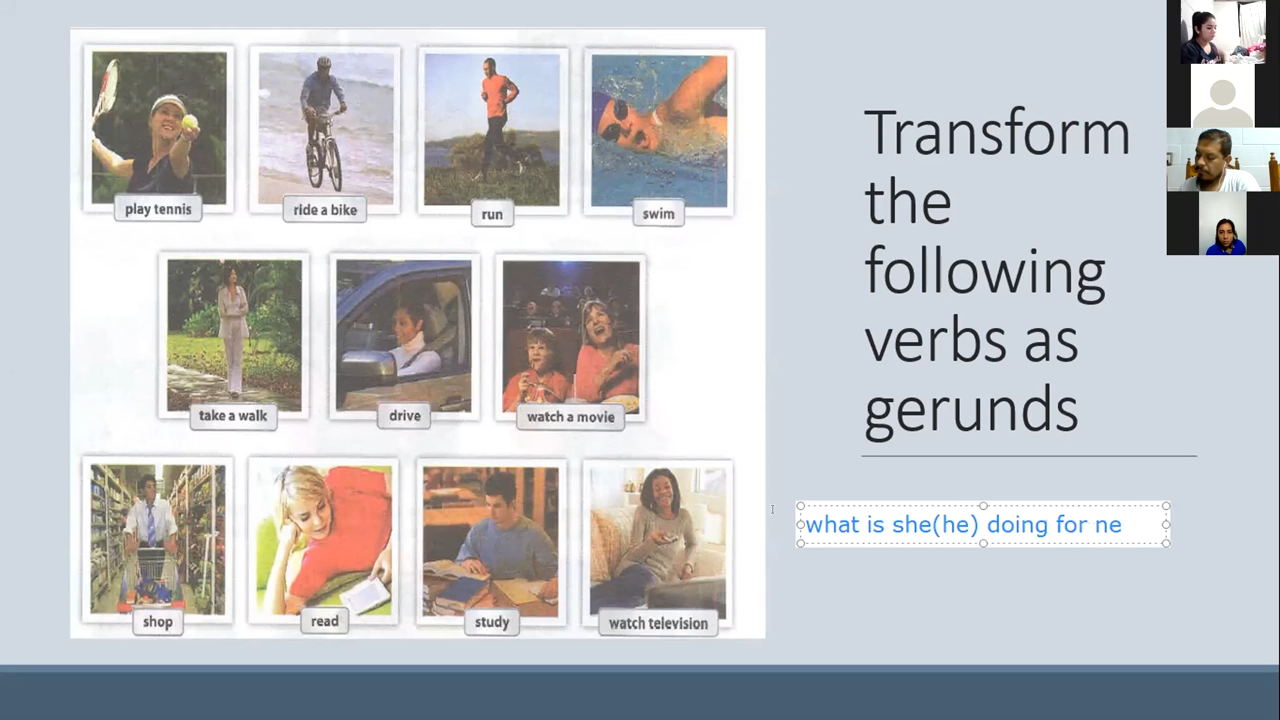 play tennis
ride a bike
run
swim
take a walk
drive
watch a movie
shop
read
study
watch television
Transform
the
following
verbs as
gerunds
what is she(he) doing for ne